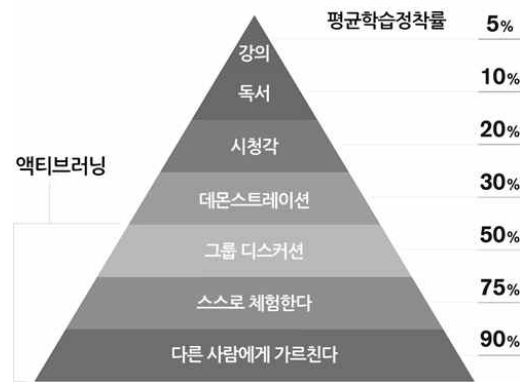 평균학습정착률
5%
강의
10%
독서
20%
시청각
액티브러닝
30%
데몬스트레이션
50%
그룹 디스커션
75%
스스로 체험한다
90%
다른 사람에게 가르친다